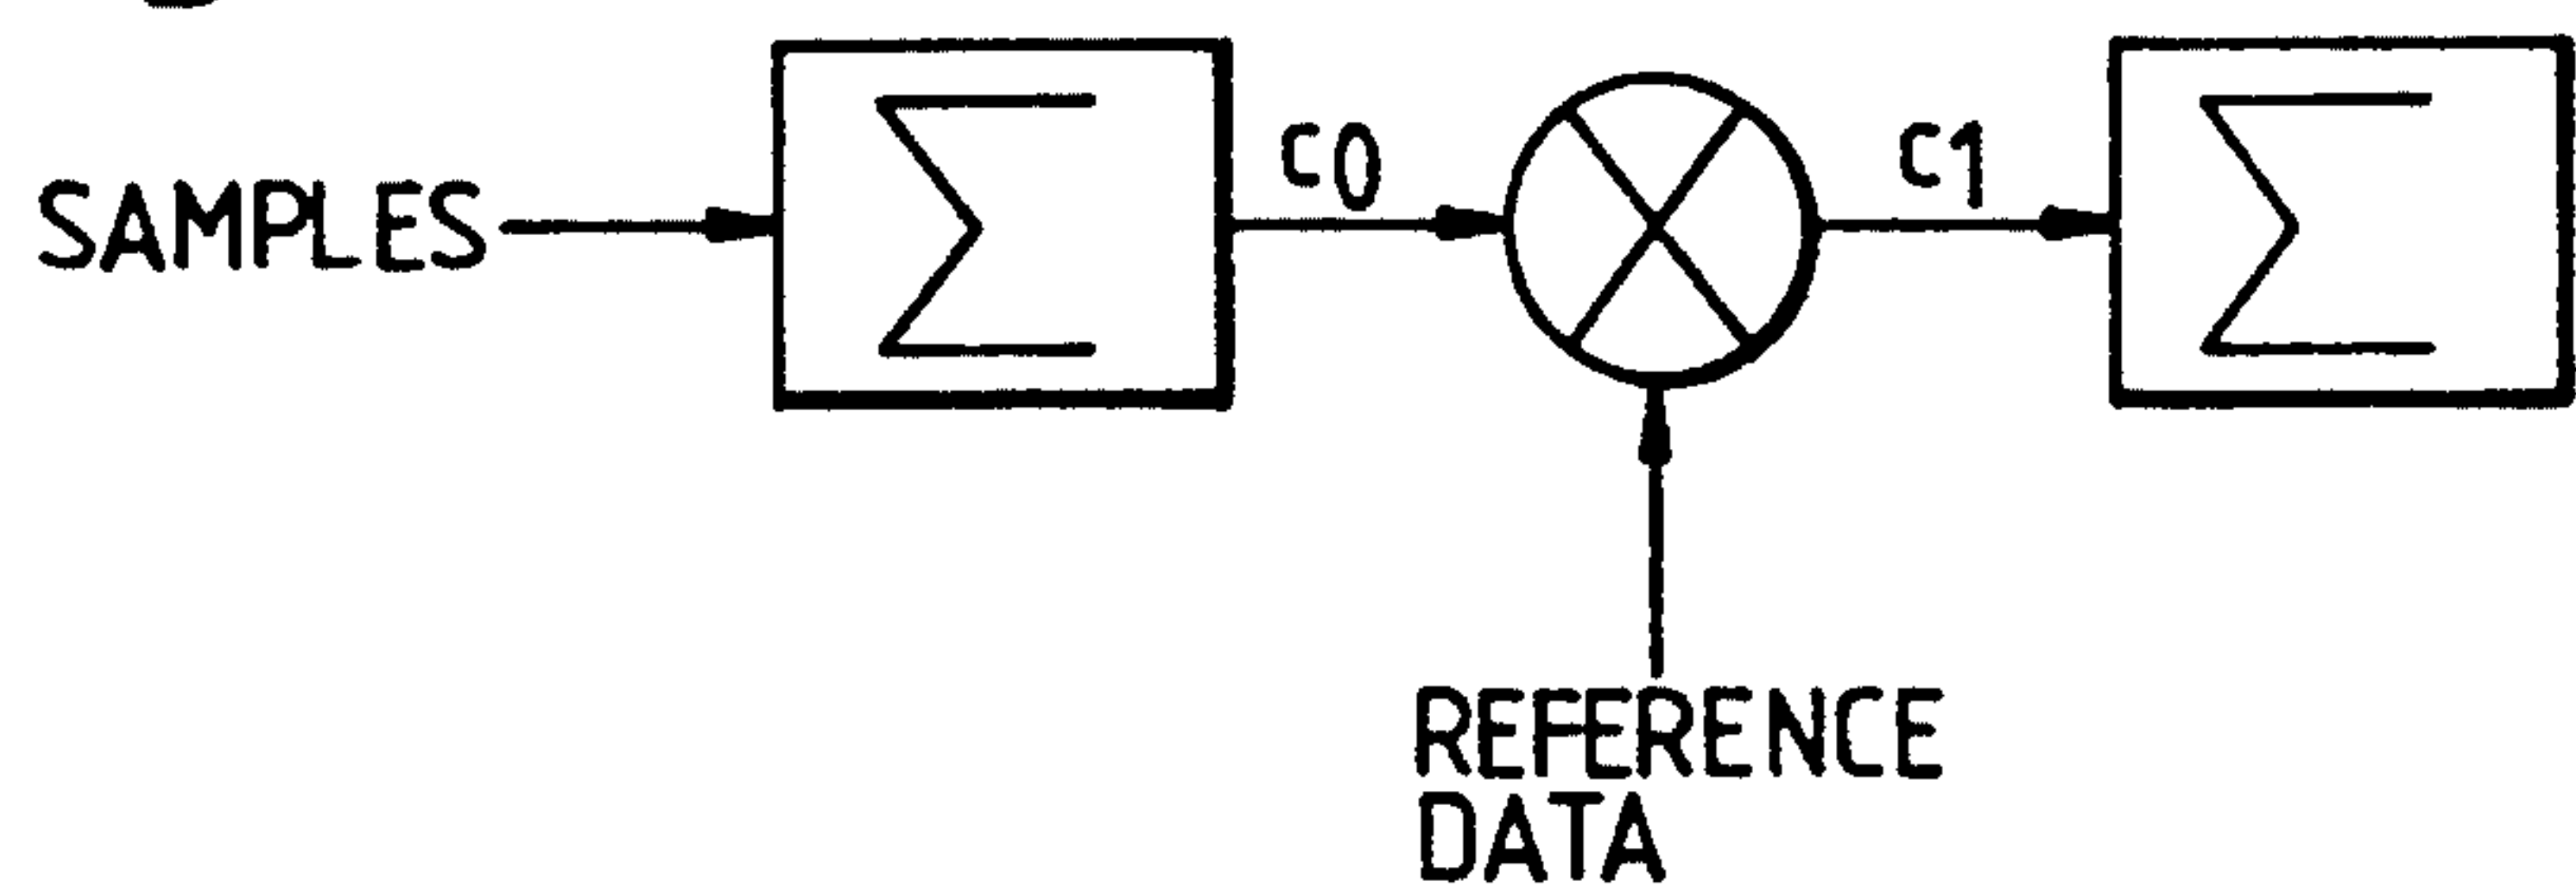 SAMPLES
Σ
C0
C1
Σ
REFERENCE
DATA